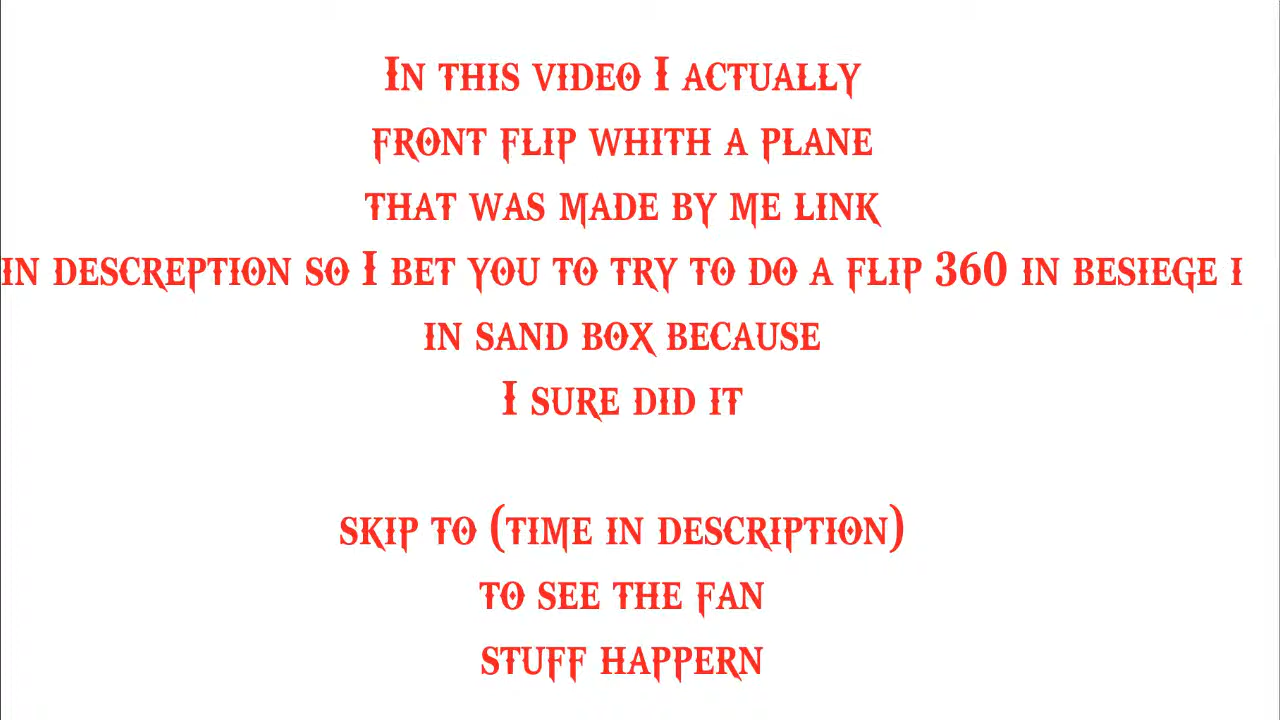 In this video I actually
front flip whith a plane
that was made by me link
in descreption so I bet you to try to do a flip 360 in besiege i
in sand box because
I sure did it
skip to (time in description)
to see the fan
stuff happern